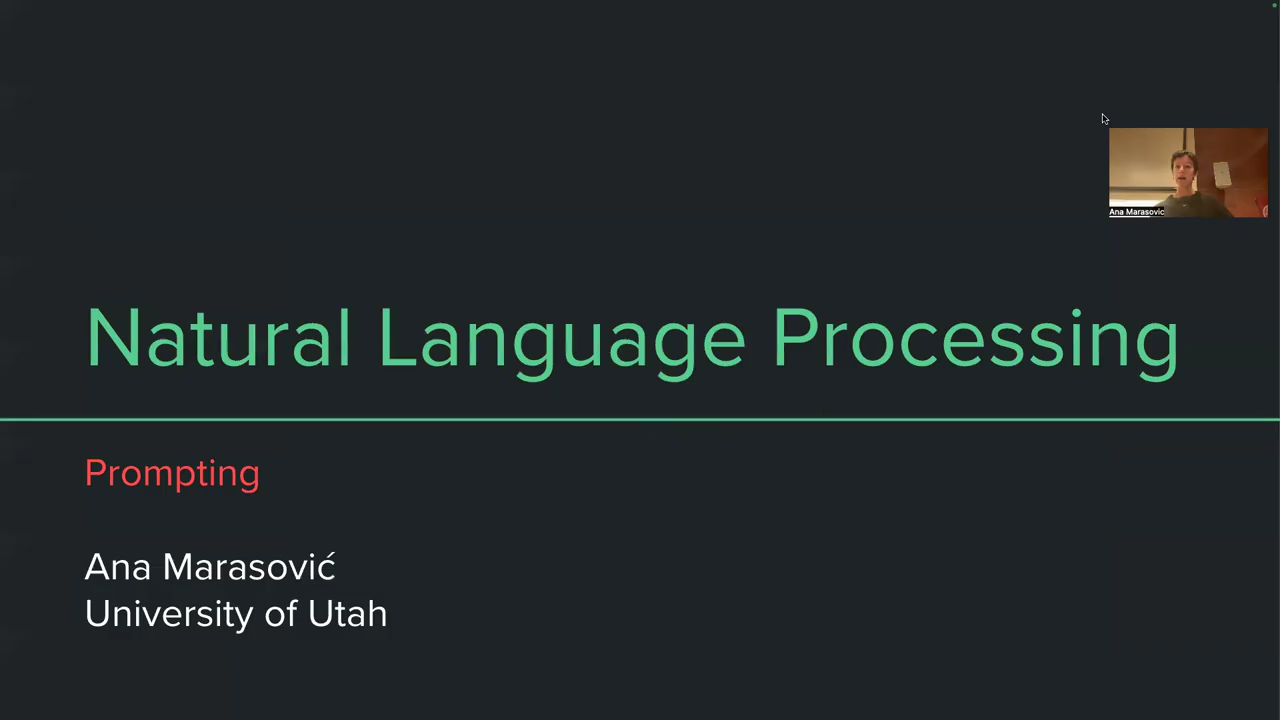 Ana Marasovic
Natural Language Processing
Prompting
Ana Marasović
University of Utah